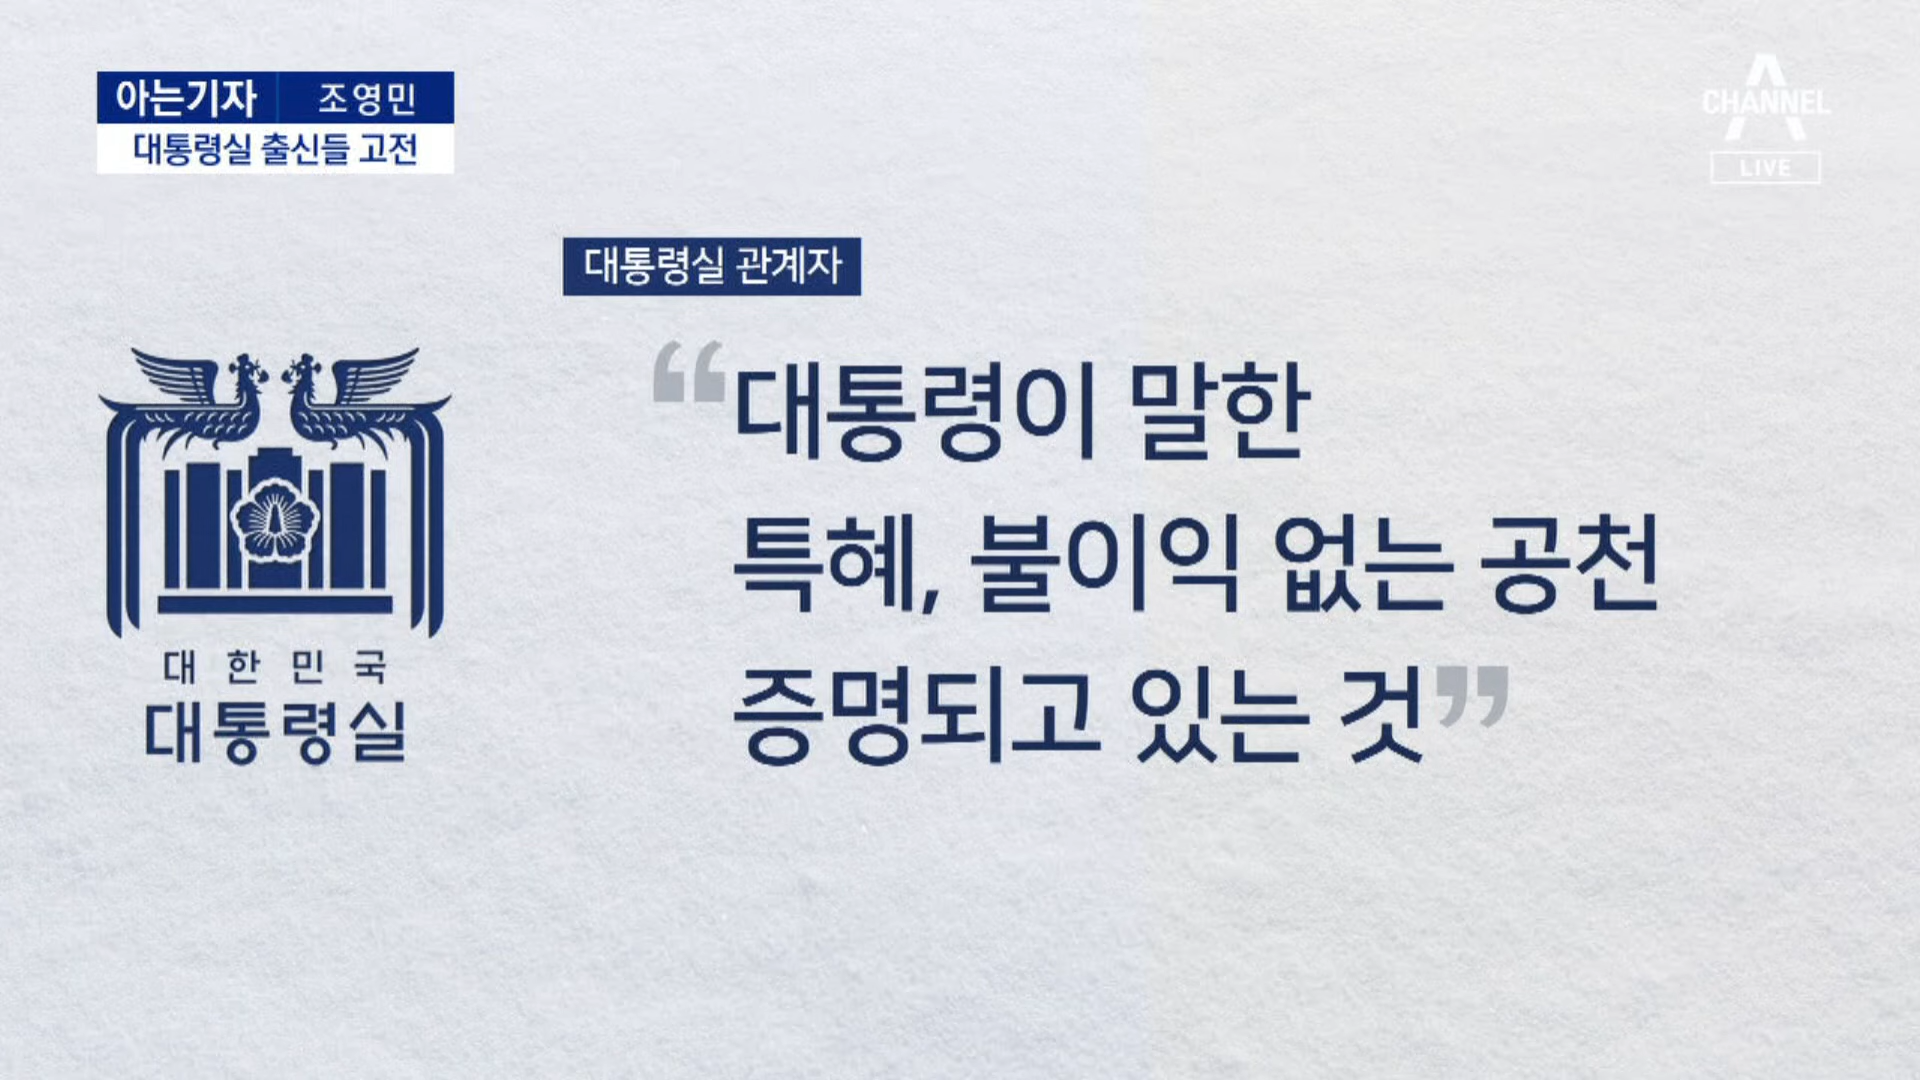 아는기자 조영민
대통령실 출신들 고전
CHANNEL A
LIVE
대통령실 관계자
“대통령이 말한
특혜, 불이익 없는 공천
증명되고 있는 것”
대한민국
대통령실